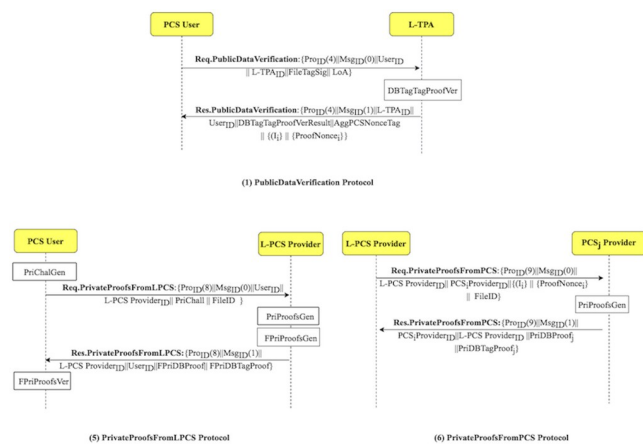 PCS User
L-TPA
Req.PublicDataVerification:{ProID(4)||MsgID(0)||UserID
|| L-TPAID||FileTagSig|| LoA}
DBTagTagProofVer
Res.PublicDataVerification:{ProID(4)||MsgID(1)||L-TPAID||
UserID||DBTagTagProofVerResult||AggPCSNonceTag
|| {(Ii} || {ProofNoncei}}
(1) PublicDataVerification Protocol
PCS User
L-PCS Provider
PriChalGen
Req.PrivateProofsFromLPCS:{ProID(8)||MsgID(0)||UserID||
L-PCS ProviderID|| PriChall || FileID }
PriProofsGen
FPriProofsGen
Res.PrivateProofsFromLPCS:{ProID(8)||MsgID(1)||
L-PCS ProviderID||UserID||FPriDBProof|| FPriDBTagProof}
FPriProofsVer
(5) PrivateProofsFromLPCS Protocol
L-PCS Provider
PCSj Provider
Req.PrivateProofsFromPCS:{ProID(9)||MsgID(0)||
L-PCS ProviderID|| PCSjProviderID||{(Ii} || {ProofNoncei}
|| FileID}
PriProofsGen
Res.PrivateProofsFromPCS:{ProID(9)||MsgID(1)||
PCSjProviderID||L-PCS ProviderID ||PriDBProofj
||PriDBTagProofj}
(6) PrivateProofsFromPCS Protocol